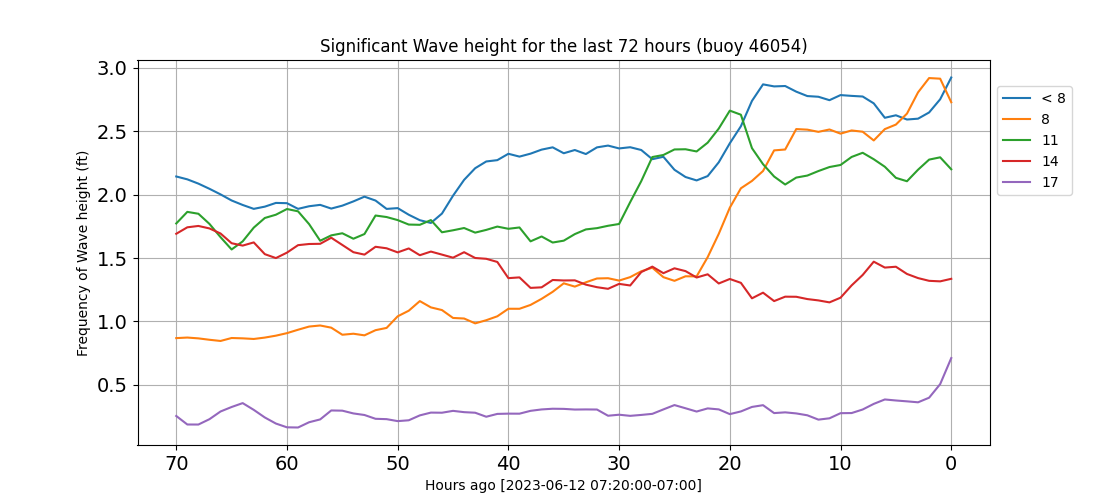 Significant Wave height for the last 72 hours (buoy 46054)
3.0
2.5
2.0
1.5
1.0
0.5
Frequency of Wave height (ft)
70 60 50 40 30 20 10 0
Hours ago [2023-06-12 07:20:00-07:00]
< 8
8
11
14
17